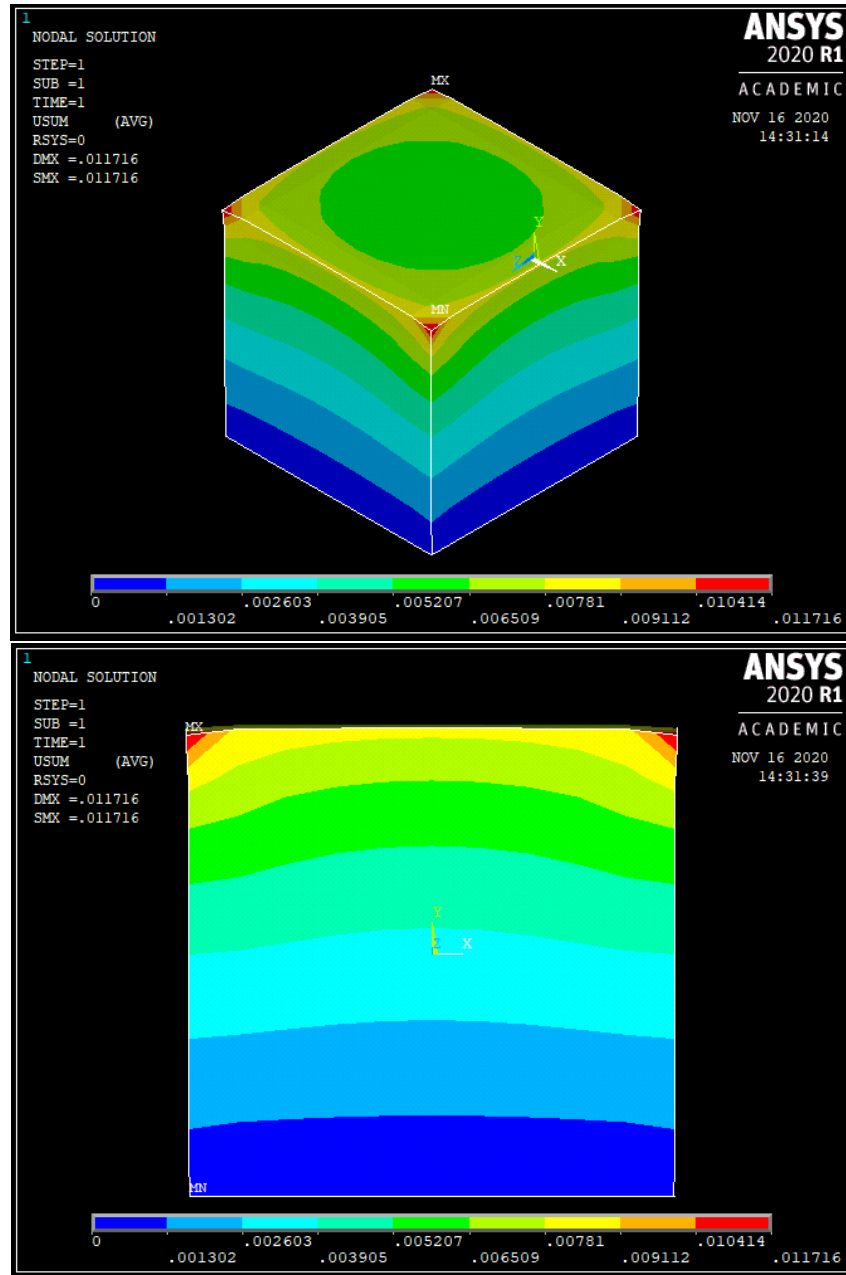 1
NODAL SOLUTION
STEP=1
SUB =1
TIME=1
USUM (AVG)
RSYS=0
DMX =.011716
SMX =.011716
ANSYS
2020 R1
ACADEMIC
NOV 16 2020
14:31:14
MX
Y
Z X
MN
0 .002603 .005207 .00781 .010414
.001302 .003905 .006509 .009112 .011716
1
NODAL SOLUTION
STEP=1
SUB =1
TIME=1
USUM (AVG)
RSYS=0
DMX =.011716
SMX =.011716
ANSYS
2020 R1
ACADEMIC
NOV 16 2020
14:31:39
MX
Y
Z X
MN
0 .002603 .005207 .00781 .010414
.001302 .003905 .006509 .009112 .011716